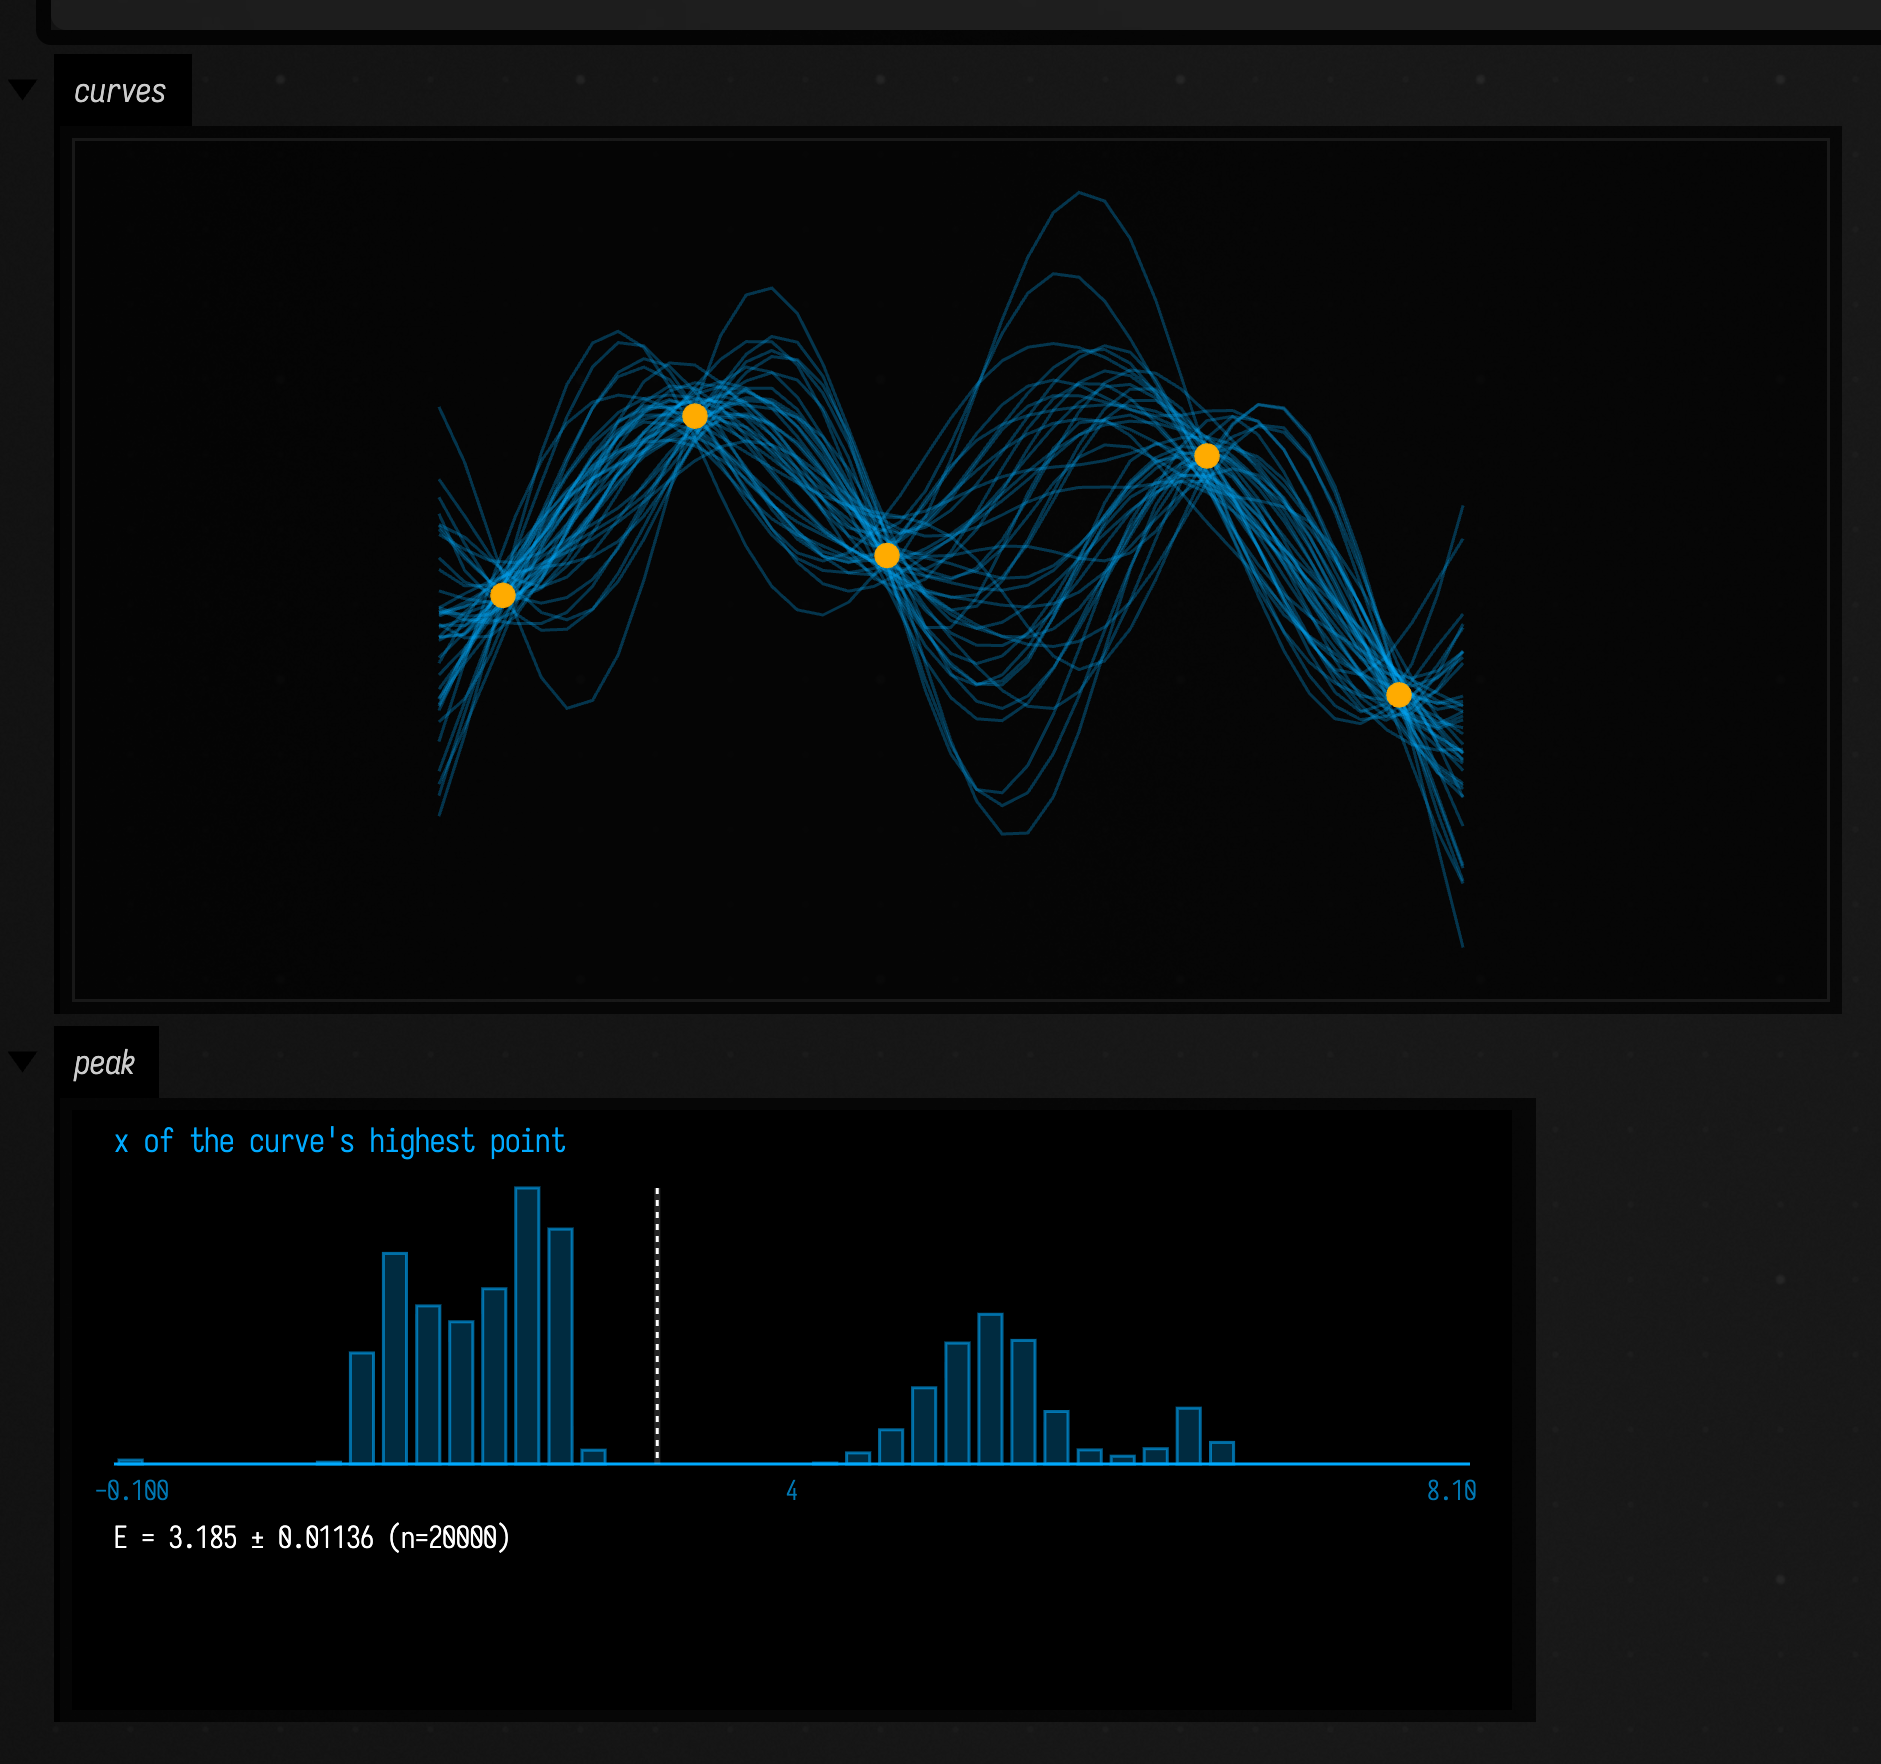 curves
peak
x of the curve's highest point
-0.100 4 8.10
E = 3.185 ± 0.01136 (n=20000)